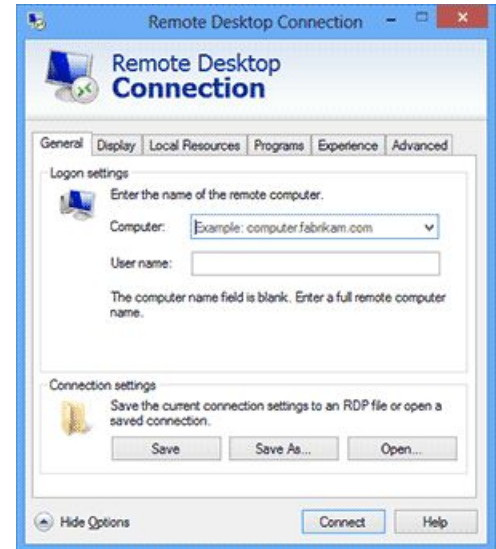 Remote Desktop Connection
Remote Desktop
Connection
General Display Local Resources Programs Experience Advanced
Logon settings
Enter the name of the remote computer.
Computer: Example: computer.fabrikam.com
User name:
The computer name field is blank. Enter a full remote computer
name.
Connection settings
Save the current connection settings to an RDP file or open a
saved connection.
Save Save As... Open...
Hide Options Connect Help